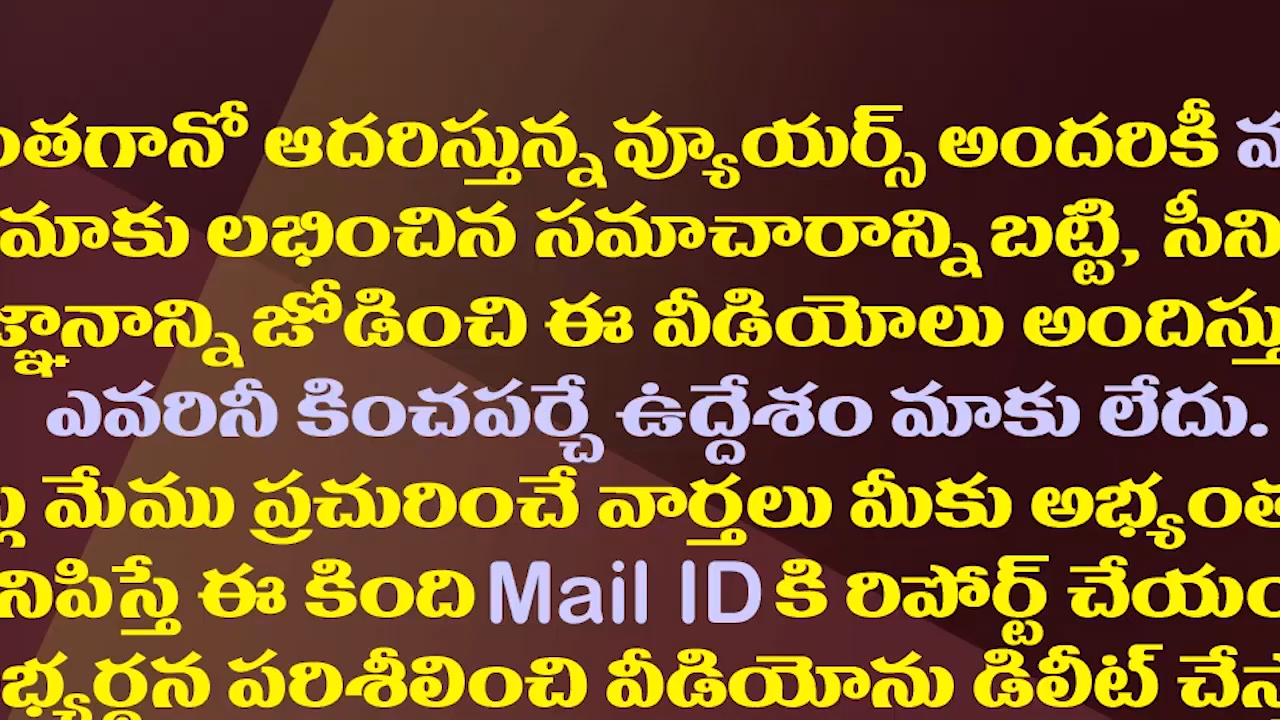 ంతగానో ఆదరిస్తున్న వ్యూయర్స్ అందరికీ
మాకు లభించిన సమాచారాన్ని బట్టి, సీని
జ్ఞానాన్ని జోడించి ఈ వీడియోలు అందిస్తు
ఎవరినీ కించపర్చే ఉద్దేశం మాకు లేదు.
మేము ప్రచురించే వార్తలు మీకు అభ్యంత
నిపిస్తే ఈ కింది Mail ID కి రిపోర్ట్ చేయం
భ్యర్థన పరిశీలించి వీడియోను డిలీట్ చేస